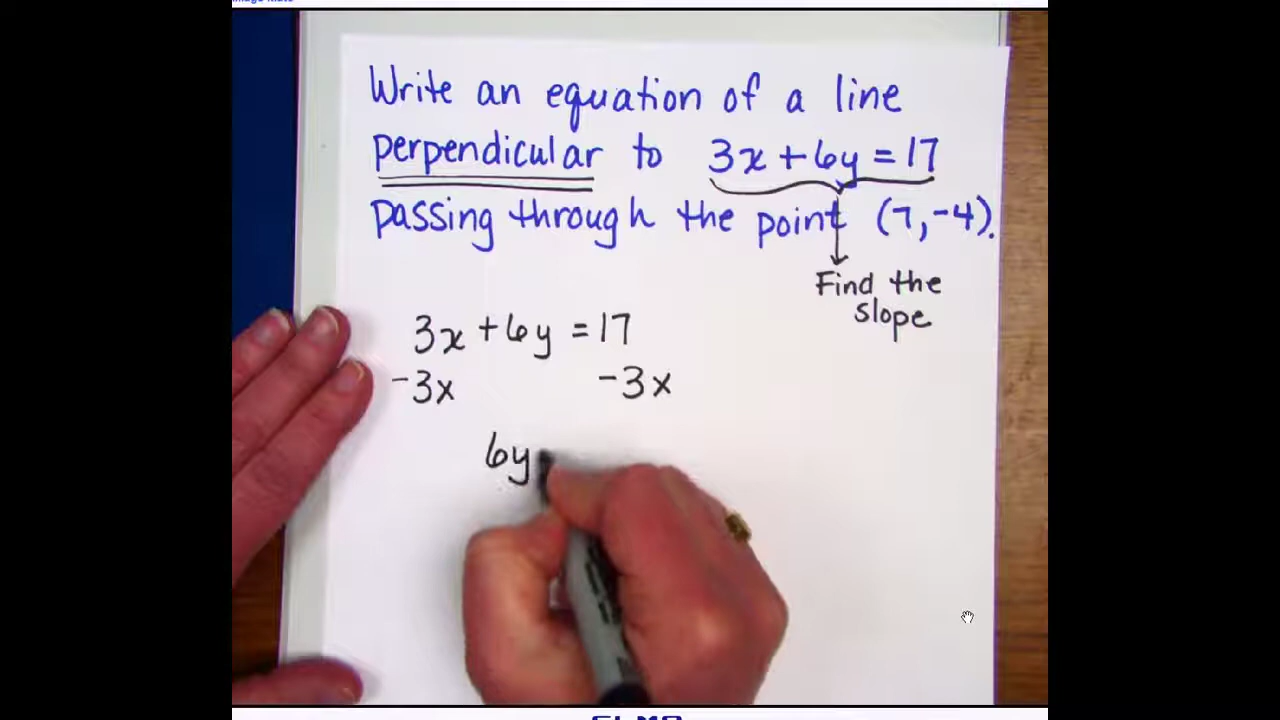 Write an equation of a line
perpendicular to 3x + 6y = 17
passing through the point (7, -4).
Find the
slope
3x + 6y = 17
-3x -3x
6y